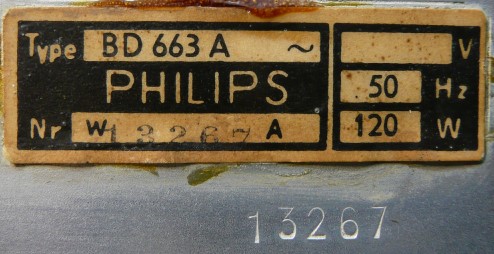 Type BD 663 A ~ V
PHILIPS 50 Hz
Nr W 13267 A 120 W
13267